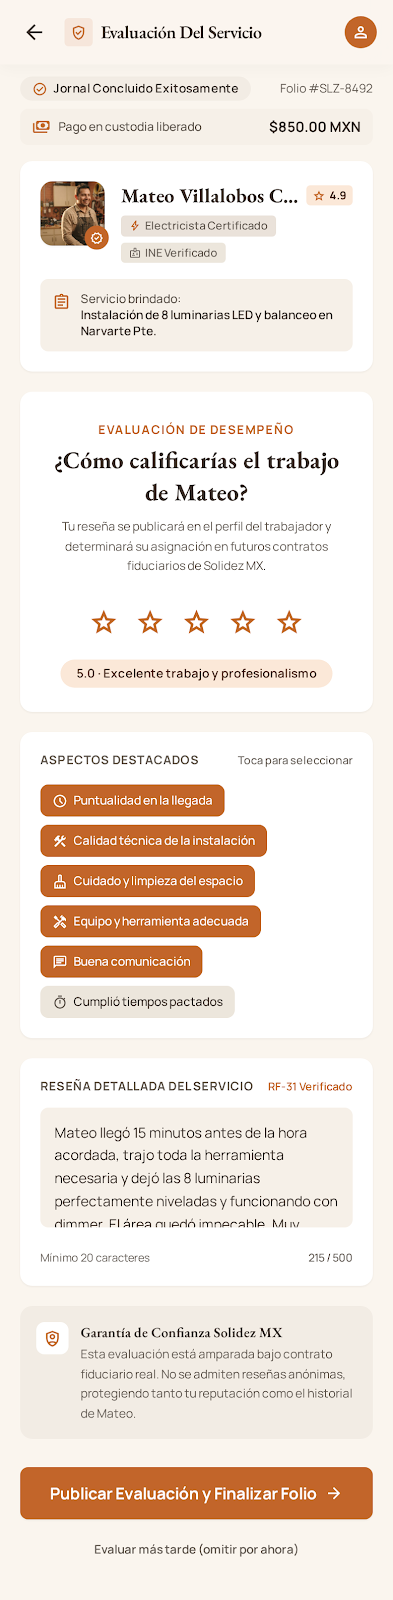 Evaluación Del Servicio
Jornal Concluido Exitosamente
Folio #SLZ-8492
Pago en custodia liberado
$850.00 MXN
Mateo Villalobos C...
4.9
Electricista Certificado
INE Verificado
Servicio brindado:
Instalación de 8 luminarias LED y balanceo en
Narvarte Pte.
EVALUACIÓN DE DESEMPEÑO
¿Cómo calificarías el trabajo
de Mateo?
Tu reseña se publicará en el perfil del trabajador y
determinará su asignación en futuros contratos
fiduciarios de Solidez MX.
5.0 · Excelente trabajo y profesionalismo
ASPECTOS DESTACADOS
Toca para seleccionar
Puntualidad en la llegada
Calidad técnica de la instalación
Cuidado y limpieza del espacio
Equipo y herramienta adecuada
Buena comunicación
Cumplió tiempos pactados
RESEÑA DETALLADA DEL SERVICIO
RF-31 Verificado
Mateo llegó 15 minutos antes de la hora
acordada, trajo toda la herramienta
necesaria y dejó las 8 luminarias
perfectamente niveladas y funcionando con
dimmer. El área quedó impecable. Muy
Mínimo 20 caracteres
215 / 500
Garantía de Confianza Solidez MX
Esta evaluación está amparada bajo contrato
fiduciario real. No se admiten reseñas anónimas,
protegiendo tanto tu reputación como el historial
de Mateo.
Publicar Evaluación y Finalizar Folio
Evaluar más tarde (omitir por ahora)